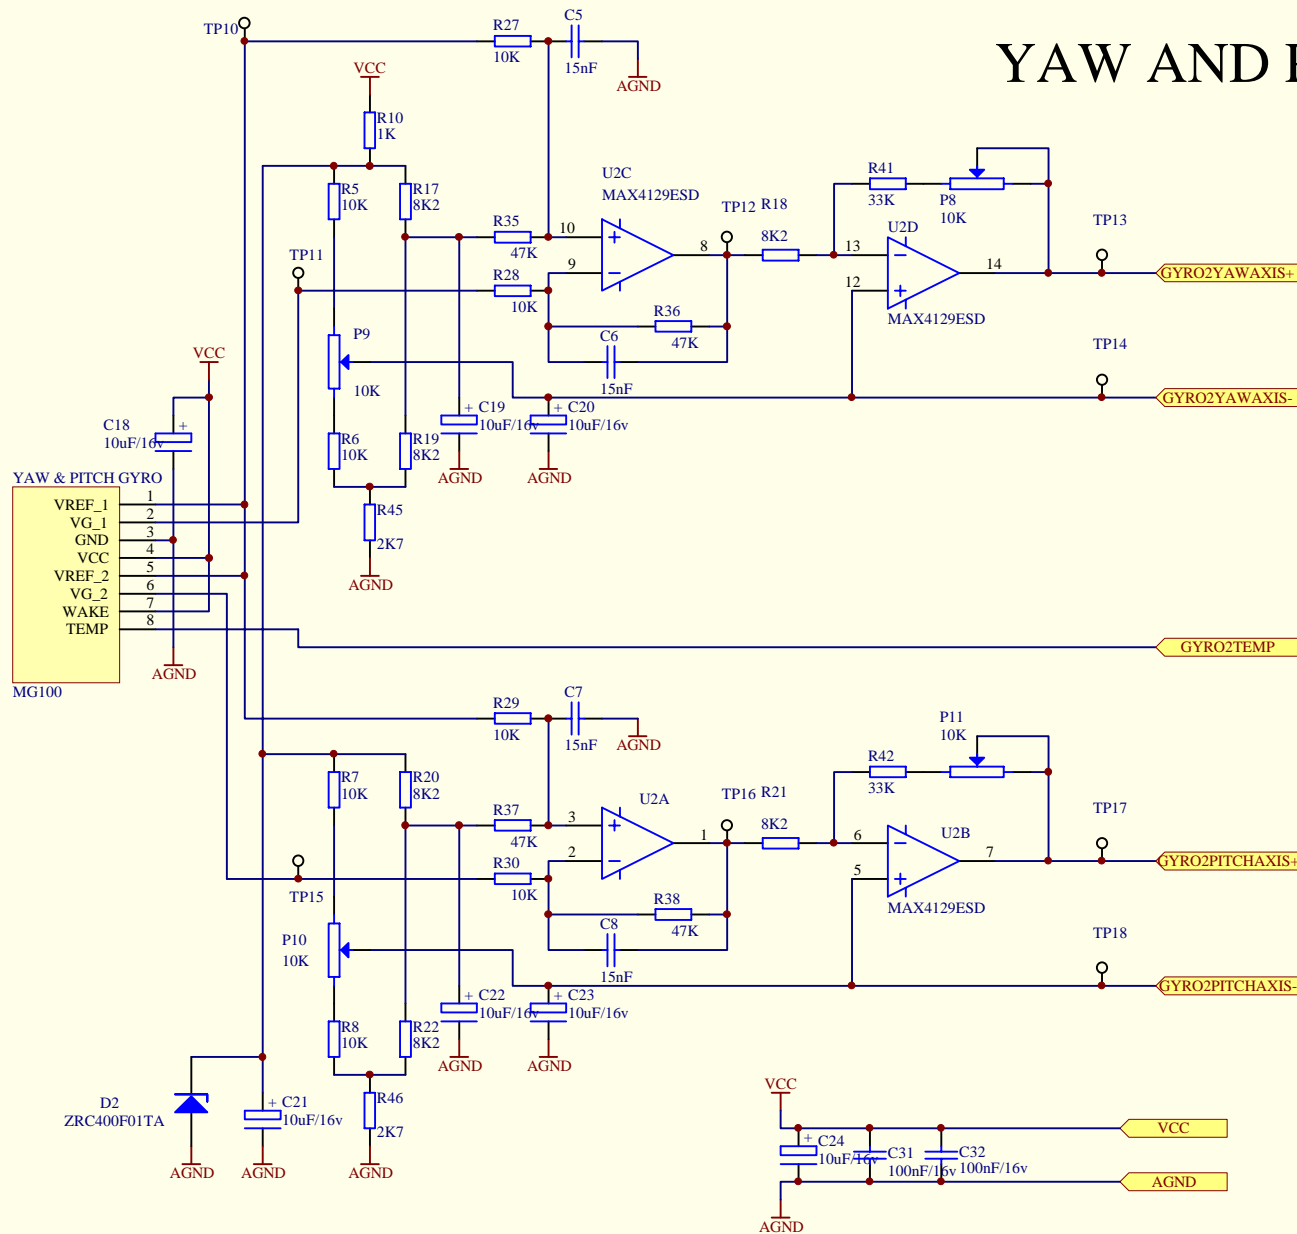 YAW AND
TP10
R27
10K
C5
15nF
AGND
VCC
R10
1K
R5
10K
R17
8K2
R35
47K
10
U2C
MAX4129ESD
8
TP12
R18
8K2
R41
33K
P8
10K
U2D
13
12
14
MAX4129ESD
TP13
GYRO2YAWAXIS+
TP11
R28
10K
9
R36
47K
C6
15nF
TP14
GYRO2YAWAXIS-
P9
10K
VCC
C18
+
10uF/16v
R6
10K
R19
8K2
+
C19
10uF/16v
AGND
+
C20
10uF/16v
AGND
R45
2K7
AGND
YAW & PITCH GYRO
VREF_1 1
VG_1 2
GND 3
VCC 4
VREF_2 5
VG_2 6
WAKE 7
TEMP 8
MG100
AGND
GYRO2TEMP
R29
10K
C7
15nF
AGND
R7
10K
R20
8K2
R37
47K
3
U2A
1
TP16
R21
8K2
R42
33K
P11
10K
U2B
6
5
7
MAX4129ESD
TP17
GYRO2PITCHAXIS+
TP15
R30
10K
2
R38
47K
C8
15nF
TP18
GYRO2PITCHAXIS-
P10
10K
R8
10K
R22
8K2
+
C22
10uF/16v
AGND
+
C23
10uF/16v
AGND
R46
2K7
AGND
D2
ZRC400F01TA
AGND
+
C21
10uF/16v
AGND
VCC
+
C24
10uF/16v
C31
100nF/16v
C32
100nF/16v
VCC
AGND
AGND